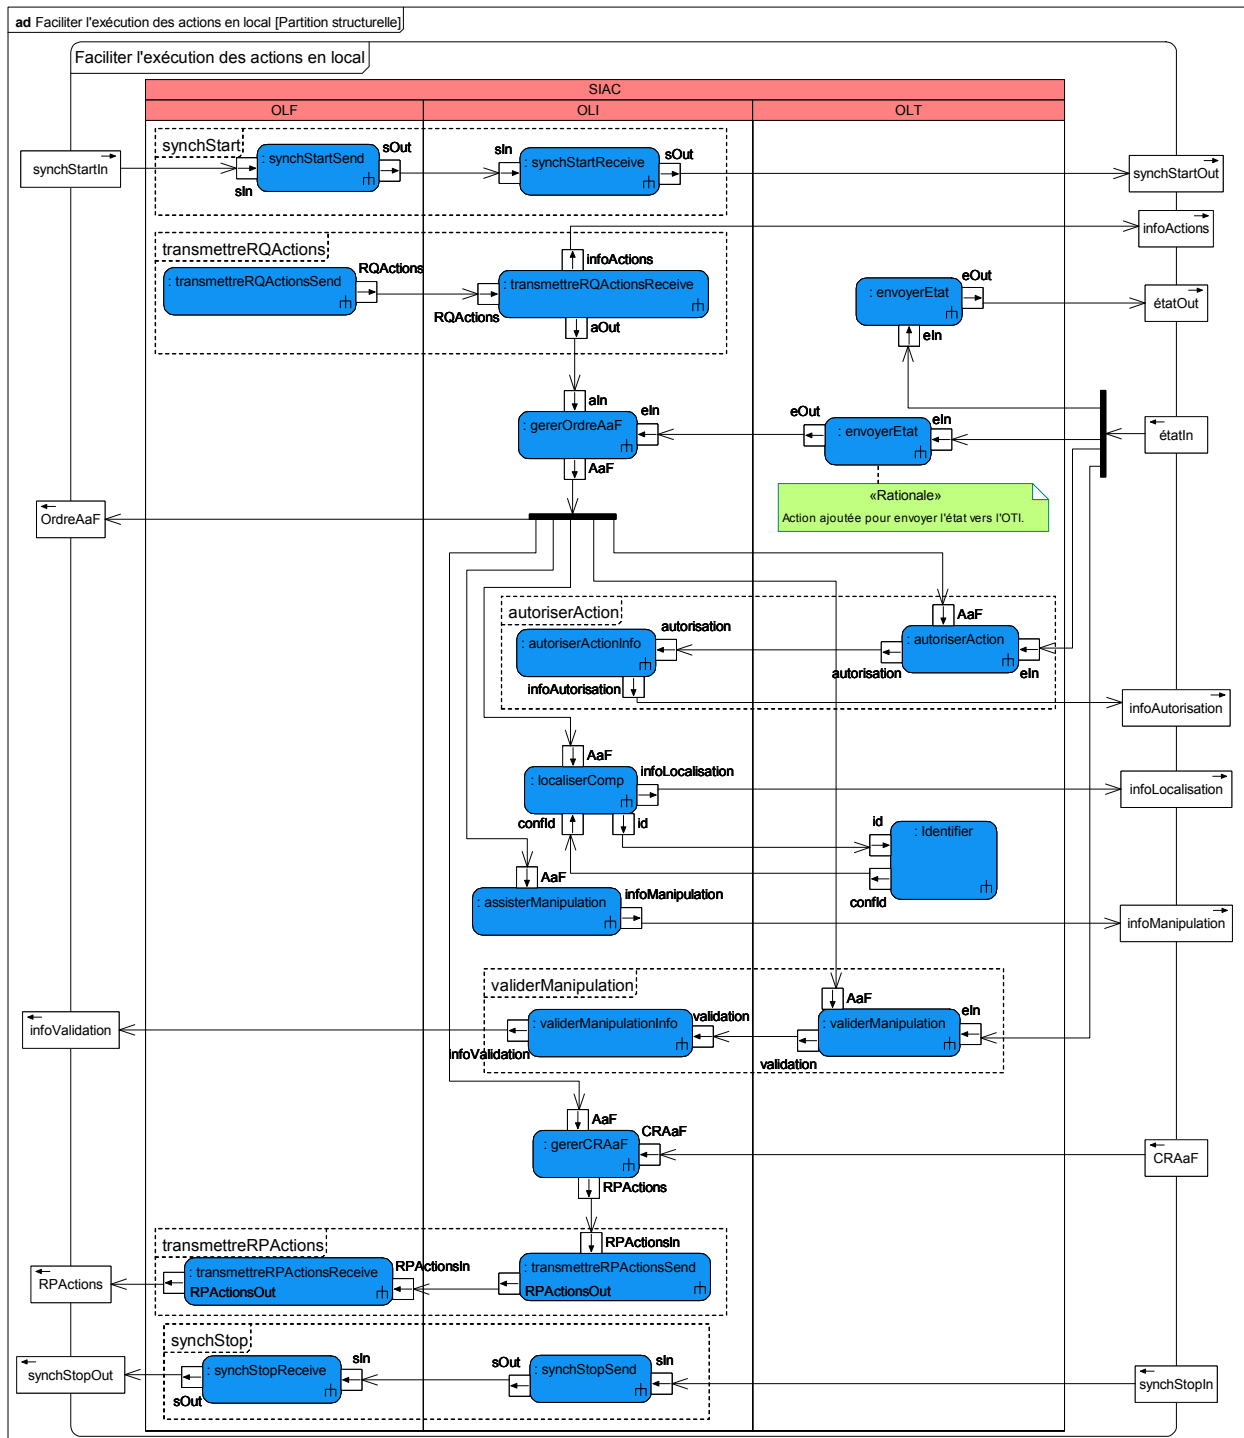 ad Faciliter l'exécution des actions en local [Partition structurelle]
Faciliter l'exécution des actions en local
SIAC
OLF
OLI
OLT
synchStart
synchStartIn
: synchStartSend
sIn
sOut
sIn
: synchStartReceive
sOut
synchStartOut
transmettreRQActions
infoActions
: transmettreRQActionsSend
RQActions
RQActions
: transmettreRQActionsReceive
infoActions
aOut
: envoyerEtat
eOut
eIn
étatOut
aIn
: gererOrdreAaF
eIn
AaF
eOut
: envoyerEtat
eIn
étatIn
«Rationale»
Action ajoutée pour envoyer l'état vers l'OTI.
OrdreAaF
autoriserAction
: autoriserActionInfo
autorisation
infoAutorisation
AaF
: autoriserAction
autorisation
eIn
infoAutorisation
AaF
: localiserComp
infoLocalisation
confId
id
infoLocalisation
id
: Identifier
confId
AaF
: assisterManipulation
infoManipulation
infoManipulation
validerManipulation
infoValidation
: validerManipulationInfo
infoValidation
validation
AaF
: validerManipulation
validation
eIn
AaF
: gererCRAaF
CRAaF
RPActions
CRAaF
transmettreRPActions
RPActions
: transmettreRPActionsReceive
RPActionsOut
RPActionsIn
RPActionsIn
: transmettreRPActionsSend
RPActionsOut
synchStop
synchStopOut
: synchStopReceive
sOut
sIn
sOut
: synchStopSend
sIn
synchStopIn